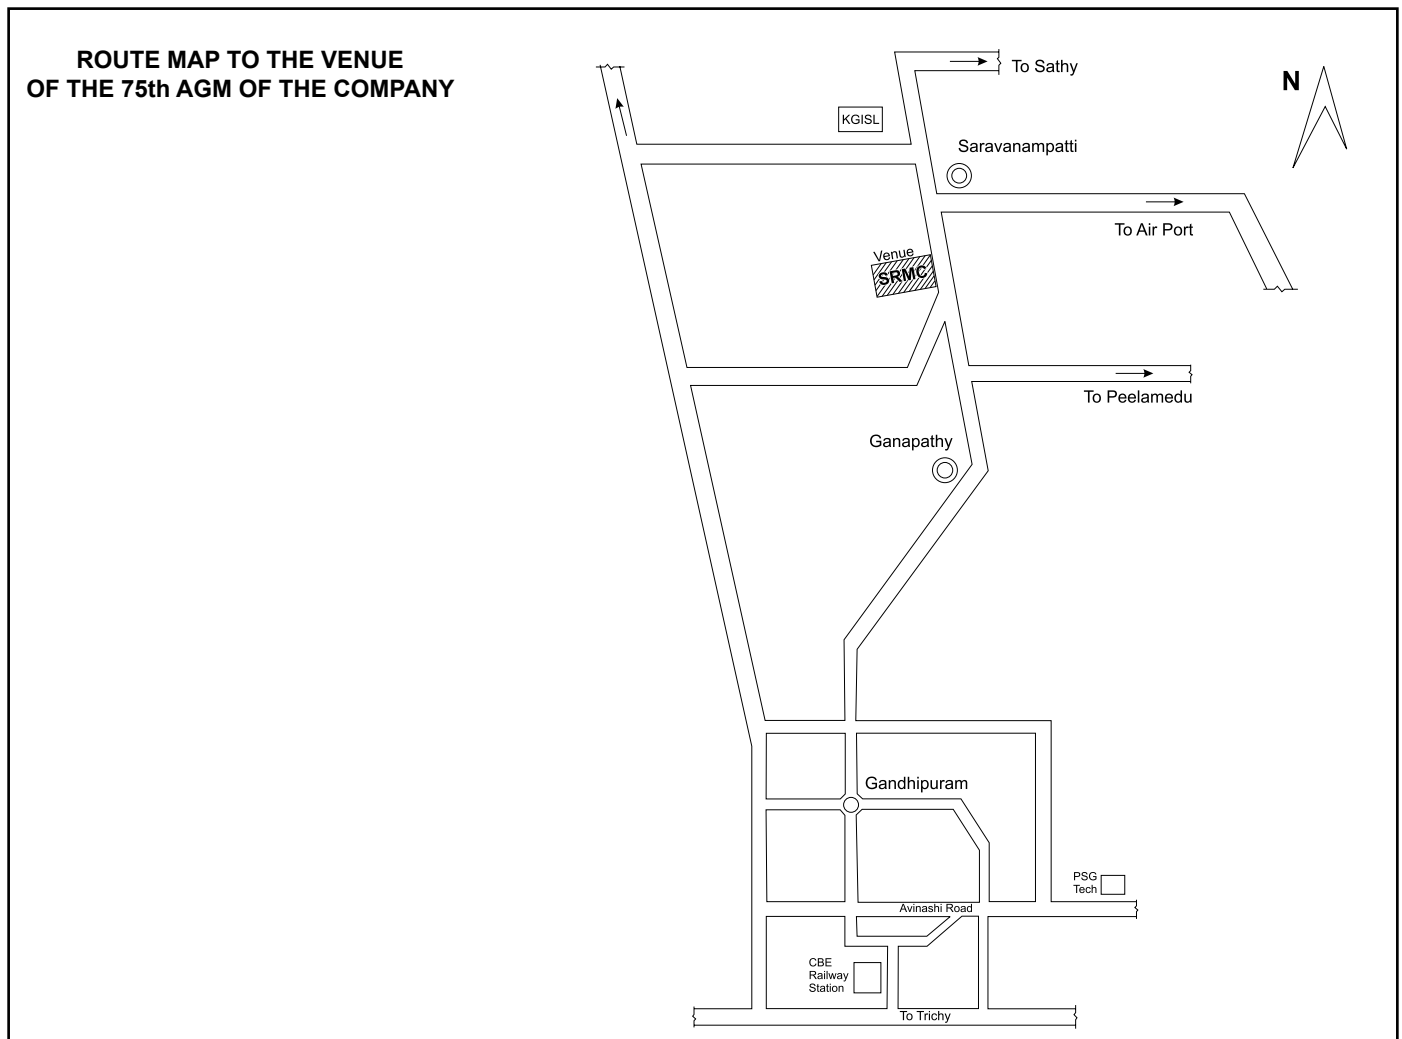 ROUTE MAP TO THE VENUE
OF THE 75th AGM OF THE COMPANY
To Sathy
N
KGISL
Saravanampatti
To Air Port
Venue
SRMC
To Peelamedu
Ganapathy
Gandhipuram
PSG
Tech
Avinashi Road
CBE
Railway
Station
To Trichy